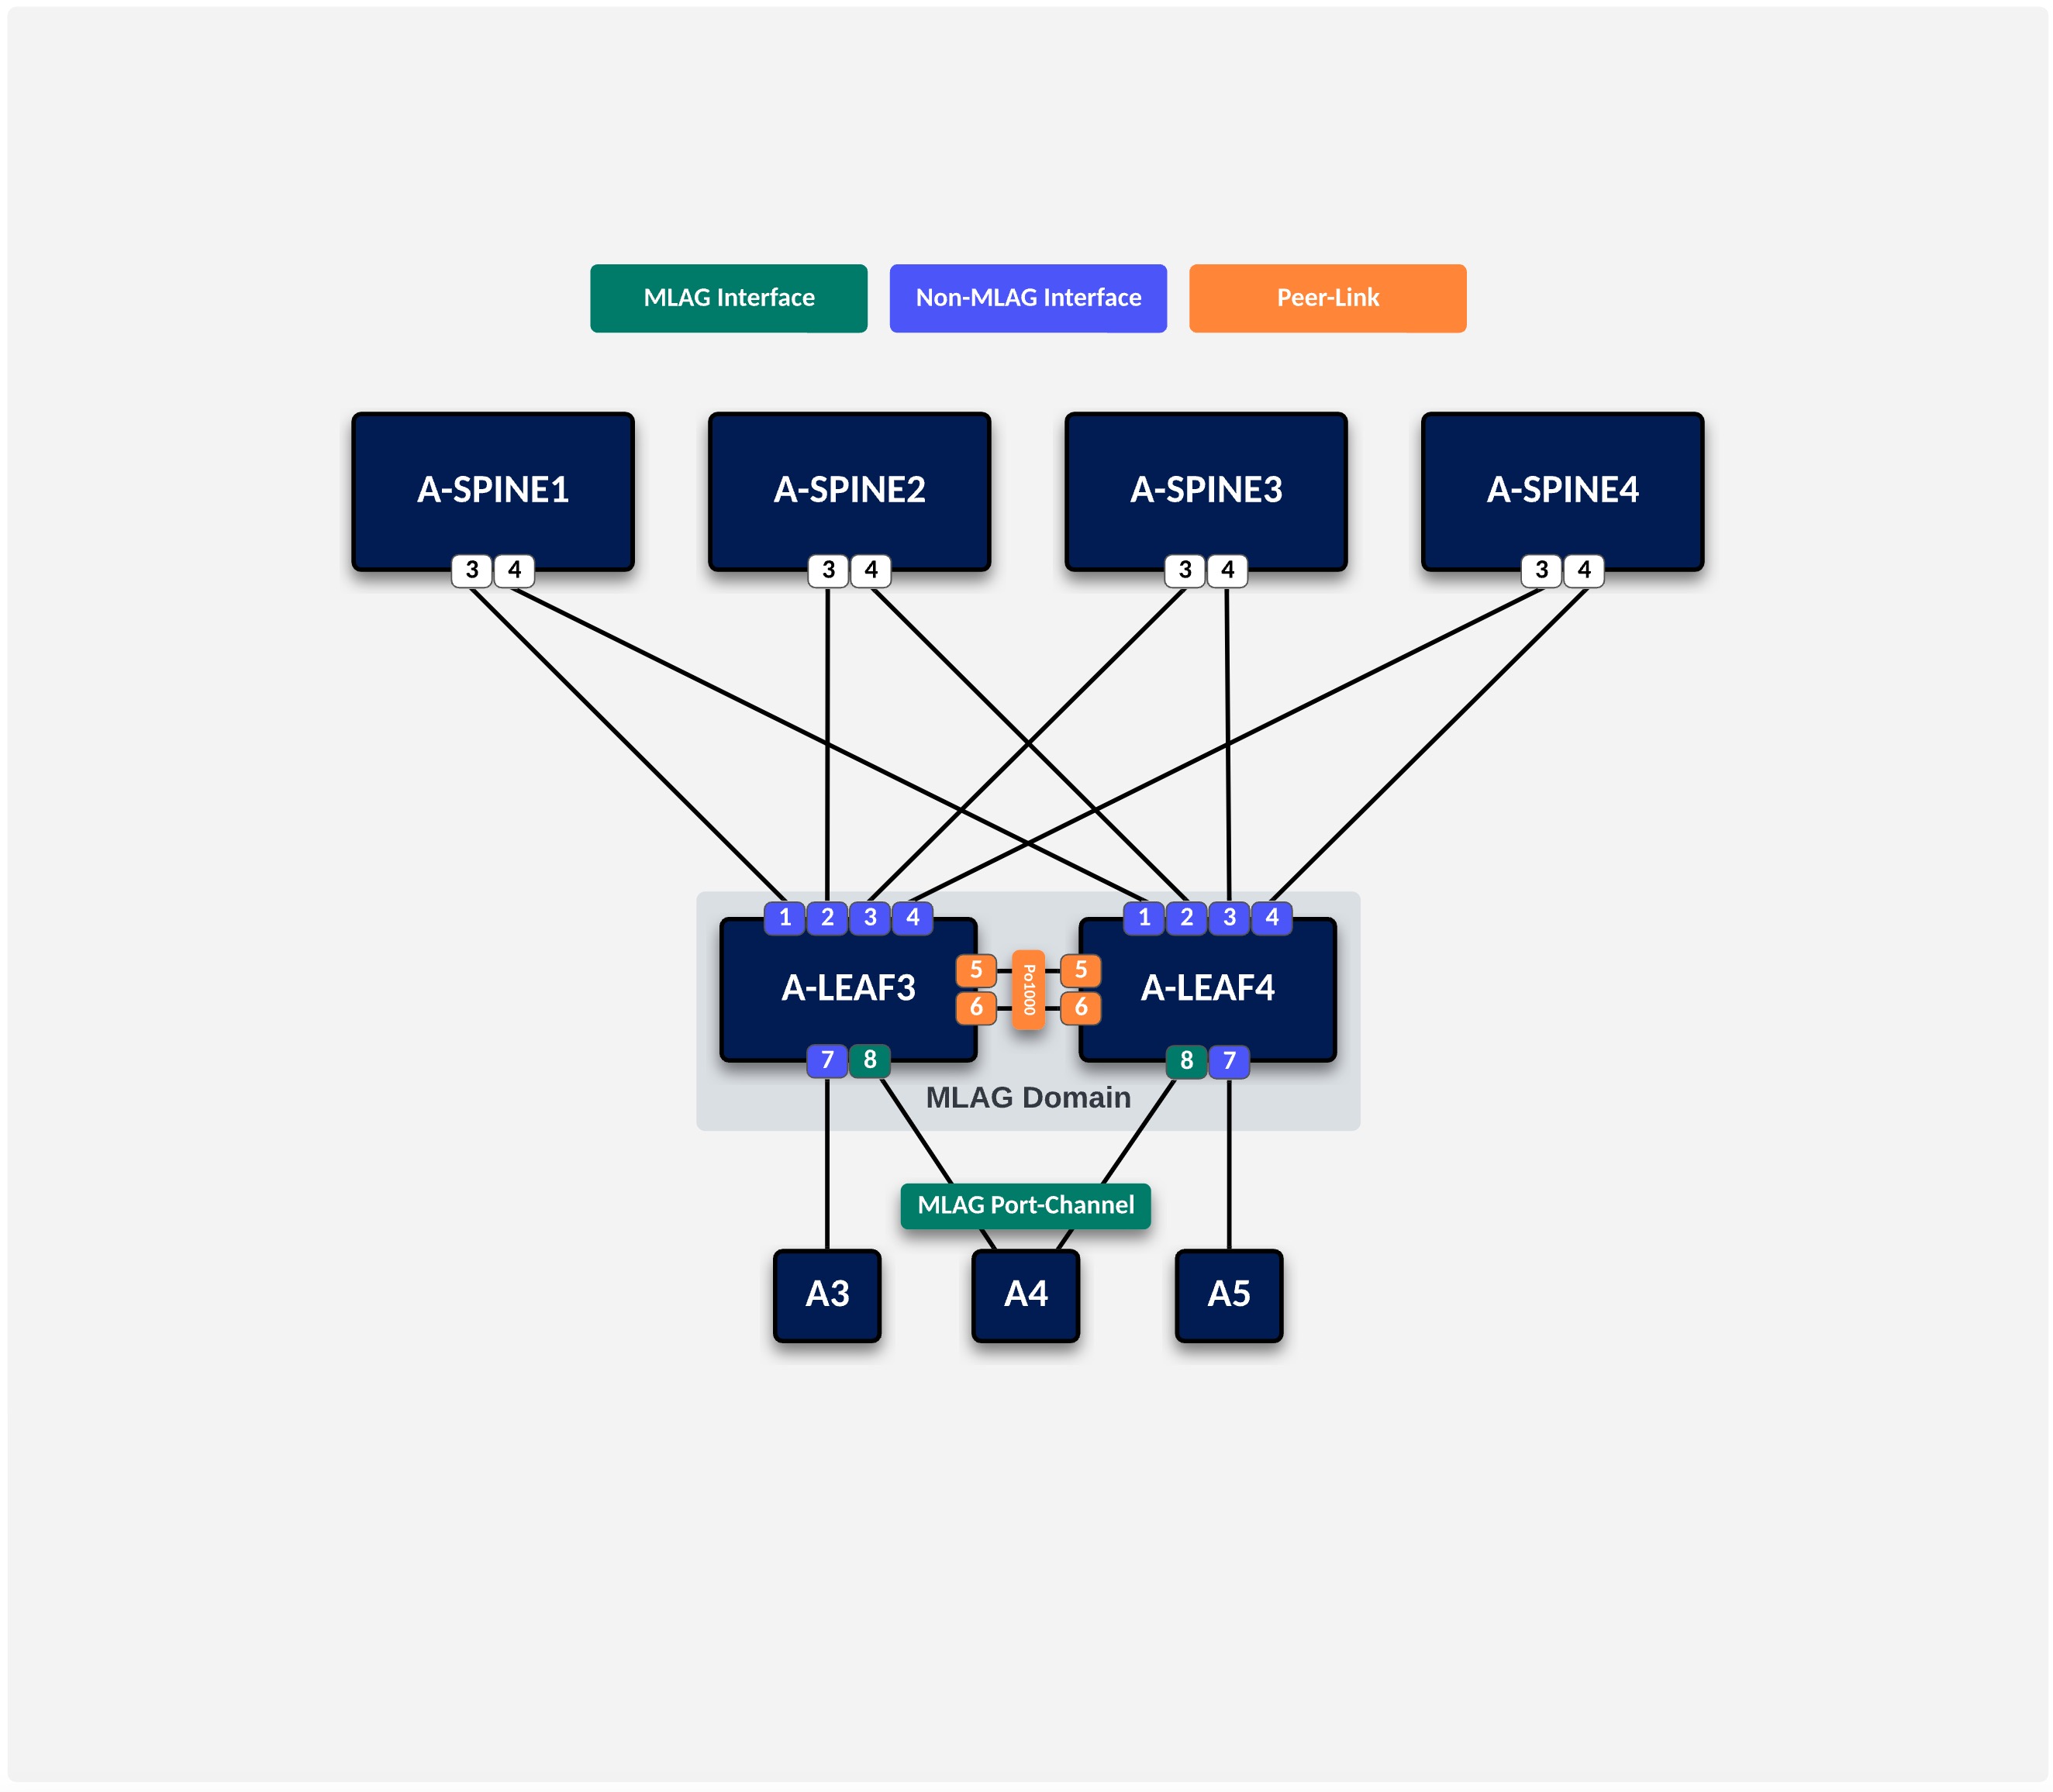 MLAG Interface Non-MLAG Interface Peer-Link
A-SPINE1 A-SPINE2 A-SPINE3 A-SPINE4
3 4 3 4 3 4 3 4
1 2 3 4 1 2 3 4
A-LEAF3 5 6 Po1000 5 6 A-LEAF4
7 8 8 7
MLAG Domain
MLAG Port-Channel
A3 A4 A5